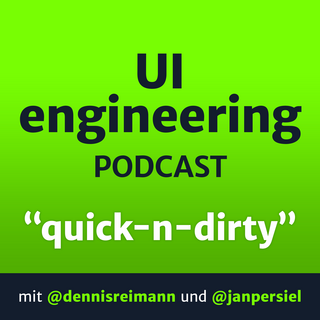 UI
engineering
PODCAST
“quick-n-dirty”
mit @dennisreimann und @janpersiel